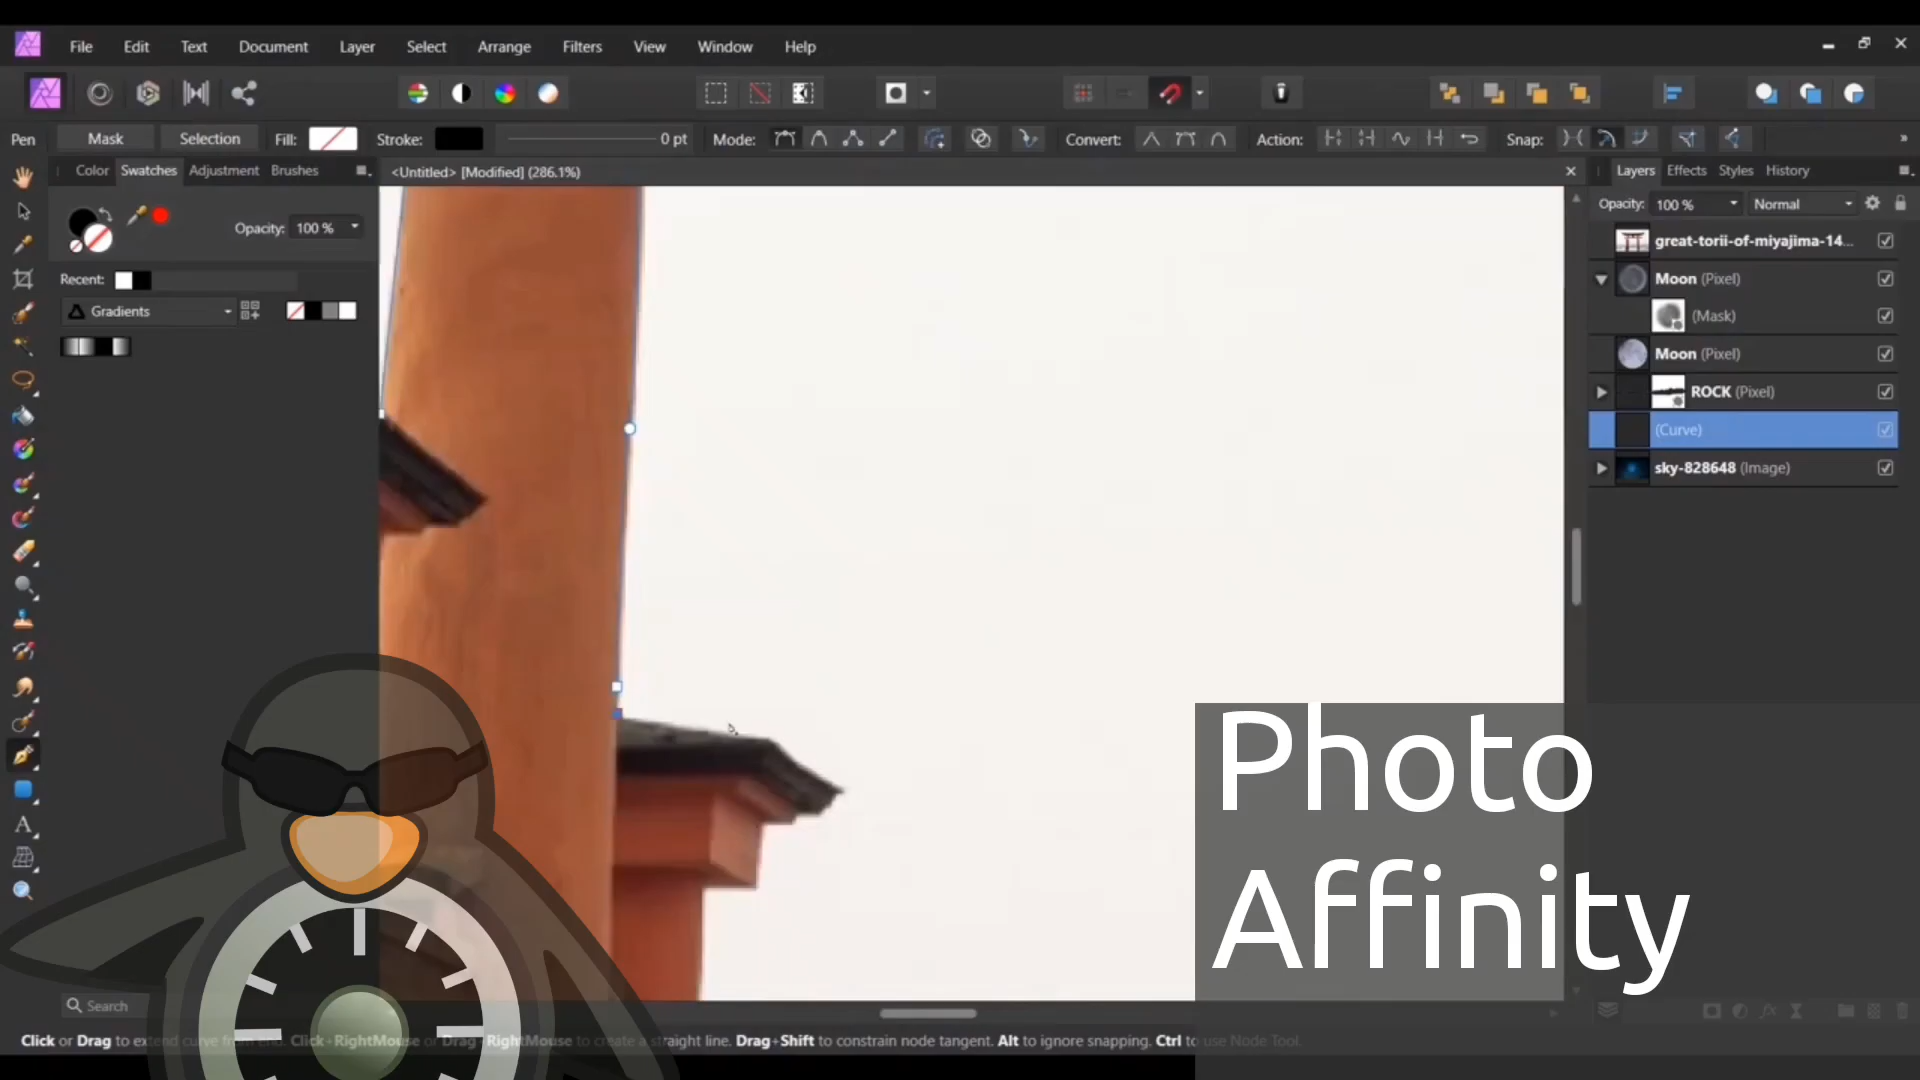 File Edit Text Document Layer Select Arrange Filters View Window Help
Pen Mask Selection Fill: Stroke: 0 pt Mode: Convert: Action: Snap:
Color Swatches Adjustment Brushes
<Untitled> [Modified] (286.1%)
Layers Effects Styles History
Opacity: 100 %
Opacity: 100 % Normal
Recent:
Gradients
great-torii-of-miyajima-14...
Moon (Pixel)
(Mask)
Moon (Pixel)
ROCK (Pixel)
(Curve)
sky-828648 (Image)
Photo
Affinity
Search
Click or Drag to extend curve from end. Click+RightMouse or Drag+RightMouse to create a straight line. Drag+Shift to constrain node tangent. Alt to ignore snapping. Ctrl to use Node Tool.